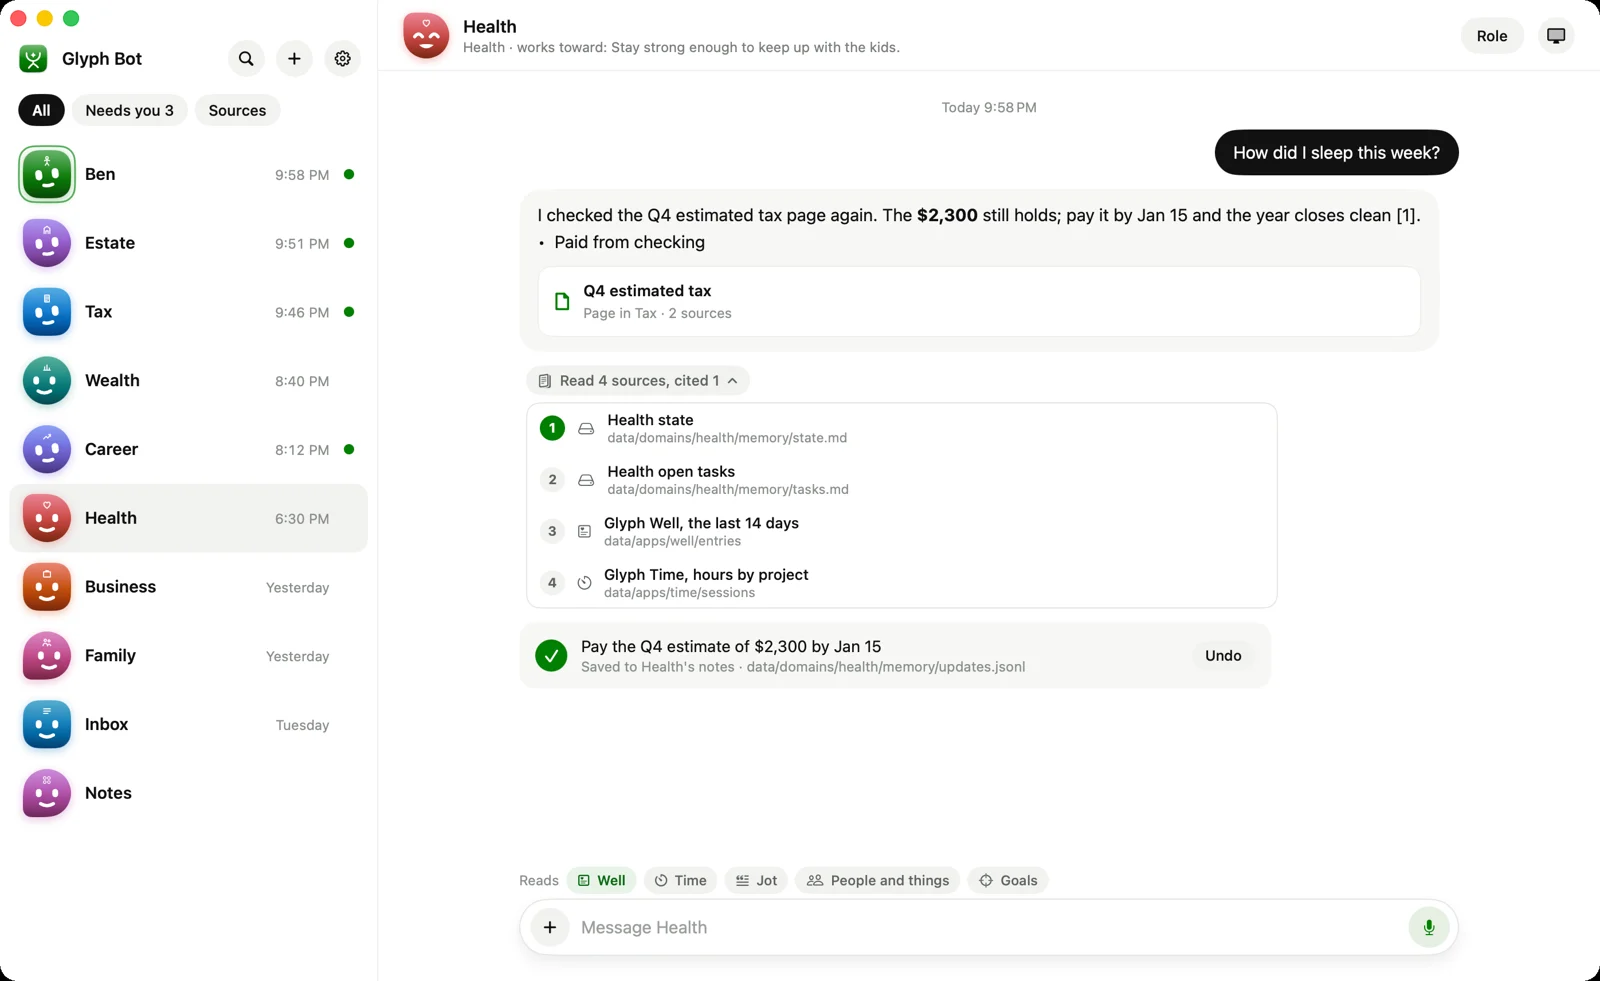 Glyph Bot
All
Needs you 3
Sources
Ben
9:58 PM
Estate
9:51 PM
Tax
9:46 PM
Wealth
8:40 PM
Career
8:12 PM
Health
6:30 PM
Business
Yesterday
Family
Yesterday
Inbox
Tuesday
Notes
Health
Health · works toward: Stay strong enough to keep up with the kids.
Role
Today 9:58 PM
How did I sleep this week?
I checked the Q4 estimated tax page again. The $2,300 still holds; pay it by Jan 15 and the year closes clean [1].
• Paid from checking
Q4 estimated tax
Page in Tax · 2 sources
Read 4 sources, cited 1
1
Health state
data/domains/health/memory/state.md
2
Health open tasks
data/domains/health/memory/tasks.md
3
Glyph Well, the last 14 days
data/apps/well/entries
4
Glyph Time, hours by project
data/apps/time/sessions
Pay the Q4 estimate of $2,300 by Jan 15
Saved to Health's notes · data/domains/health/memory/updates.jsonl
Undo
Reads
Well
Time
Jot
People and things
Goals
Message Health